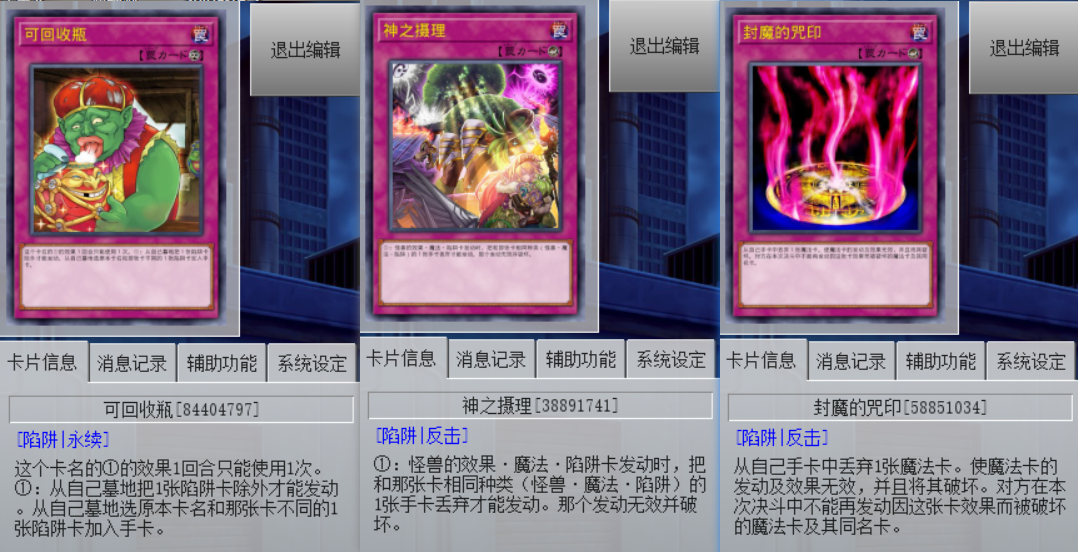 可回收瓶
【罠カード
退出编辑
卡片信息
消息记录
辅助功能
系统设定
可回收瓶[84404797]
[陷阱|永续]
这个卡名的①的效果1回合只能使用1次。
①：从自己墓地把1张陷阱卡除外才能发动
。从自己墓地选原本卡名和那张卡不同的1
张陷阱卡加入手卡。
神之摄理
【罠カード
退出编辑
卡片信息
消息记录
辅助功能
系统设定
神之摄理[38891741]
[陷阱|反击]
①：怪兽的效果·魔法·陷阱卡发动时，把
和那张卡相同种类（怪兽·魔法·陷阱）的
1张手卡丢弃才能发动。那个发动无效并破
坏。
封魔的咒印
【罠カード
退出编辑
卡片信息
消息记录
辅助功能
系统设定
封魔的咒印[58851034]
[陷阱|反击]
从自己手卡中丢弃1张魔法卡。使魔法卡的
发动及效果无效，并且将其破坏。对方在本
次决斗中不能再发动因这张卡效果而被破坏
的魔法卡及其同名卡。